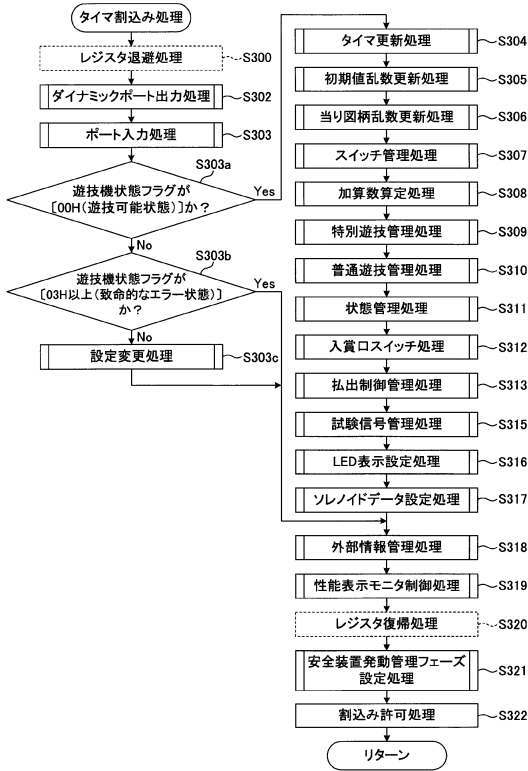 タイマ割込み処理
レジスタ退避処理
S300
ダイナミックポート出力処理
S302
ポート入力処理
S303
S303a
遊技機状態フラグが
〔00H(遊技可能状態)〕か？
Yes
No
S303b
遊技機状態フラグが
〔03H以上(致命的なエラー状態)〕
か？
Yes
No
設定変更処理
S303c
タイマ更新処理
S304
初期値乱数更新処理
S305
当り図柄乱数更新処理
S306
スイッチ管理処理
S307
加算数算定処理
S308
特別遊技管理処理
S309
普通遊技管理処理
S310
状態管理処理
S311
入賞口スイッチ処理
S312
払出制御管理処理
S313
試験信号管理処理
S315
LED表示設定処理
S316
ソレノイドデータ設定処理
S317
外部情報管理処理
S318
性能表示モニタ制御処理
S319
レジスタ復帰処理
S320
安全装置発動管理フェーズ
設定処理
S321
割込み許可処理
S322
リターン